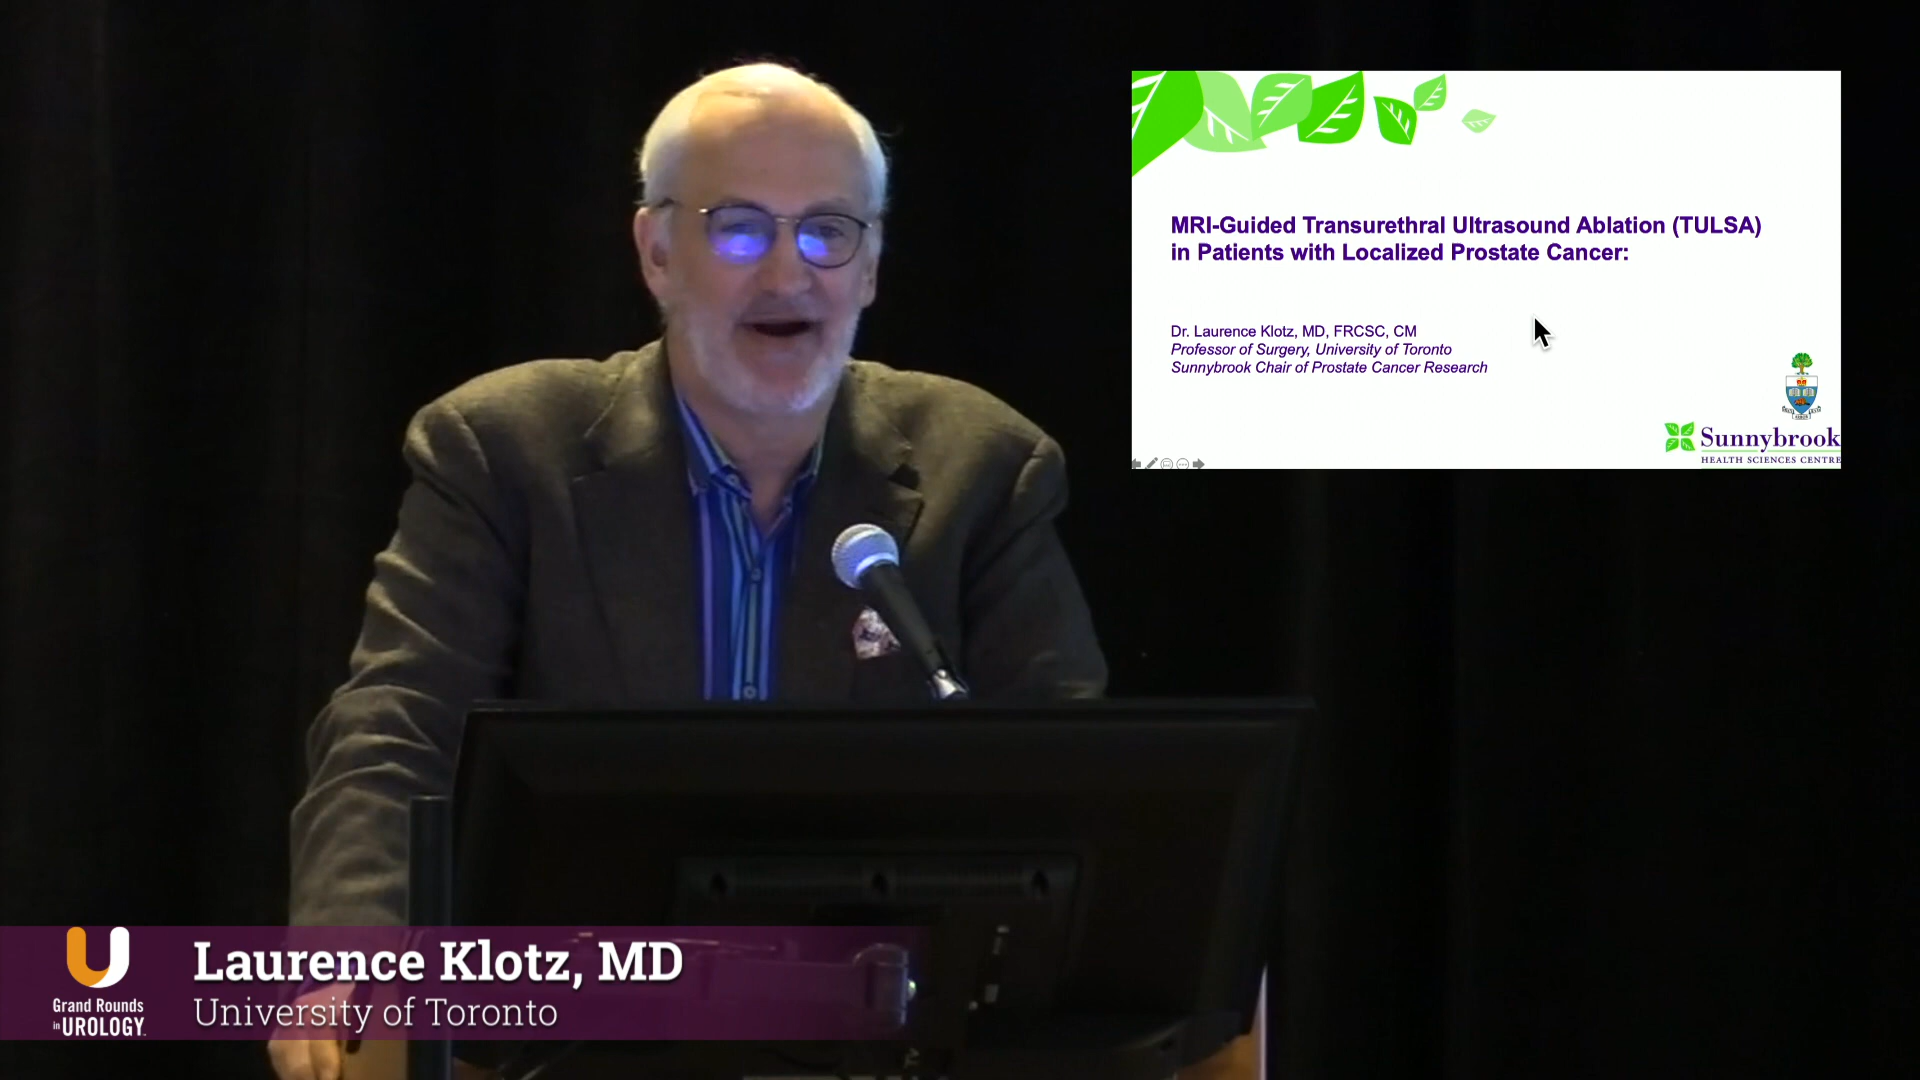 MRI-Guided Transurethral Ultrasound Ablation (TULSA)
in Patients with Localized Prostate Cancer:
Dr. Laurence Klotz, MD, FRCSC, CM
Professor of Surgery, University of Toronto
Sunnybrook Chair of Prostate Cancer Research
Sunnybrook
HEALTH SCIENCES CENTRE
Laurence Klotz, MD
University of Toronto
Grand Rounds
in UROLOGY